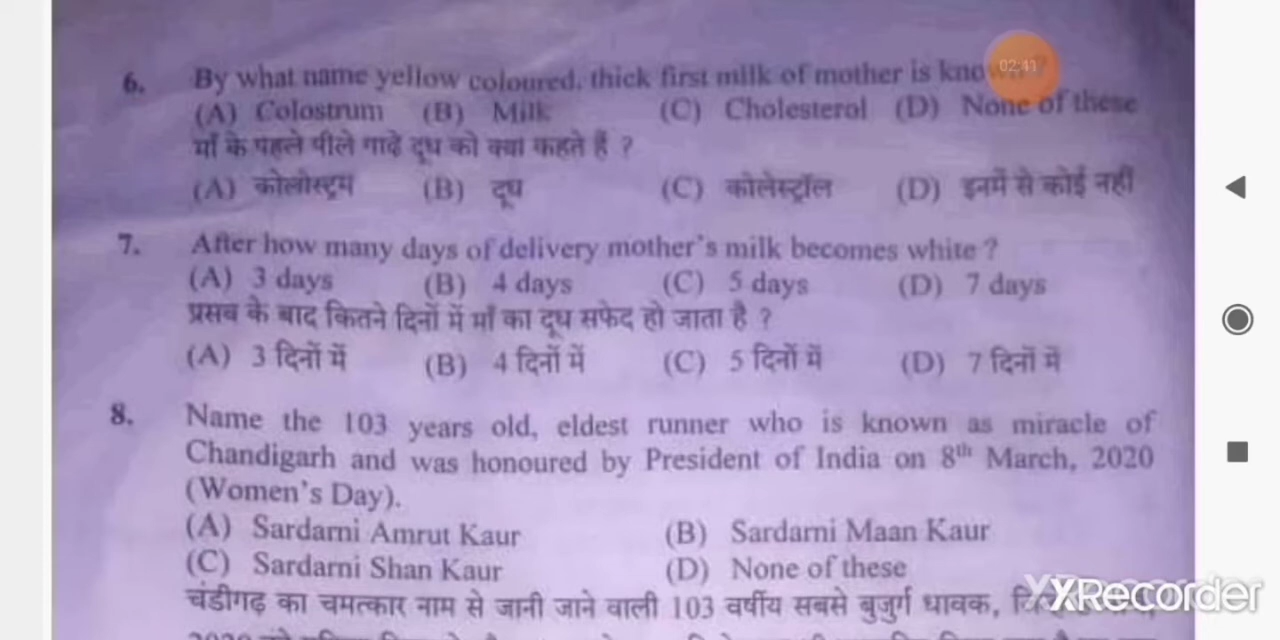 6. By what name yellow coloured, thick first milk of mother is
02:41
(A) Colostrum (B) Milk (C) Cholesterol (D) None of these
माँ के पहले पीले गाढ़े दूध को क्या कहते हैं ?
(A) कोलोस्ट्रम (B) दूध (C) कोलेस्ट्रॉल (D) इनमें से कोई नहीं
7. After how many days of delivery mother's milk becomes white ?
(A) 3 days (B) 4 days (C) 5 days (D) 7 days
प्रसव के बाद कितने दिनों में माँ का दूध सफेद हो जाता है ?
(A) 3 दिनों में (B) 4 दिनों में (C) 5 दिनों में (D) 7 दिनों में
8. Name the 103 years old, eldest runner who is known as miracle of
Chandigarh and was honoured by President of India on 8th March, 2020
(Women's Day).
(A) Sardarni Amrut Kaur (B) Sardarni Maan Kaur
(C) Sardarni Shan Kaur (D) None of these
चंडीगढ़ का चमत्कार नाम से जानी जाने वाली 103 वर्षीय सबसे बुजुर्ग धावक,
XRecorder